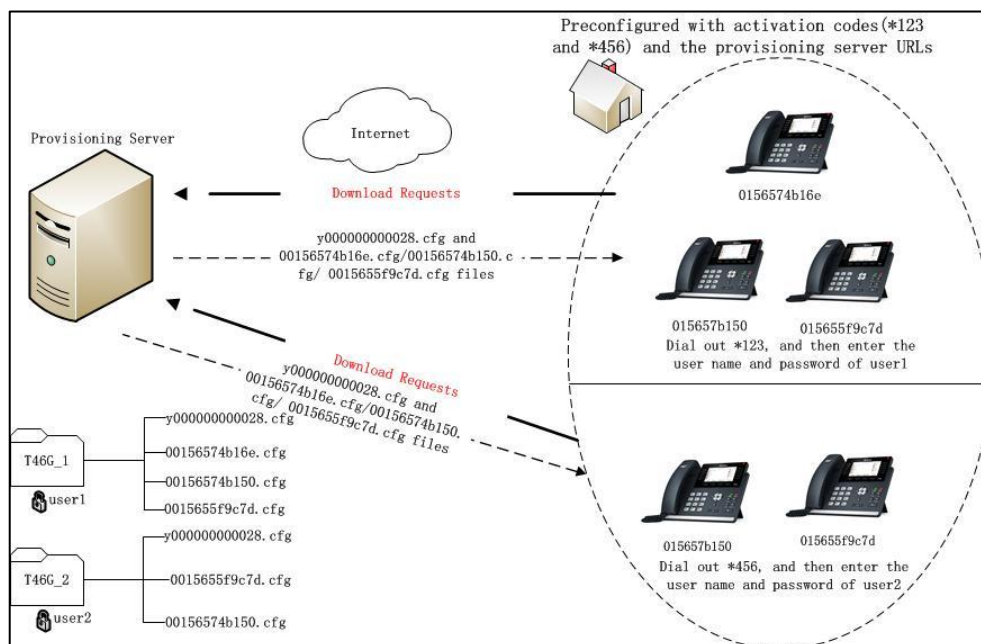 Preconfigured with activation codes(*123
and *456) and the provisioning server URLs
Provisioning Server
Internet
Download Requests
0156574b16e
y000000000028.cfg and
00156574b16e.cfg/00156574b150.c
fg/ 0015655f9c7d.cfg files
015657b150
015655f9c7d
Dial out *123, and then enter the
user name and password of user1
Download Requests
y000000000028.cfg and
00156574b16e.cfg/00156574b150.
cfg/ 0015655f9c7d.cfg files
y000000000028.cfg
T46G_1
00156574b16e.cfg
00156574b150.cfg
user1
0015655f9c7d.cfg
y000000000028.cfg
T46G_2
0015655f9c7d.cfg
user2
00156574b150.cfg
015657b150
015655f9c7d
Dial out *456, and then enter the
user name and password of user2